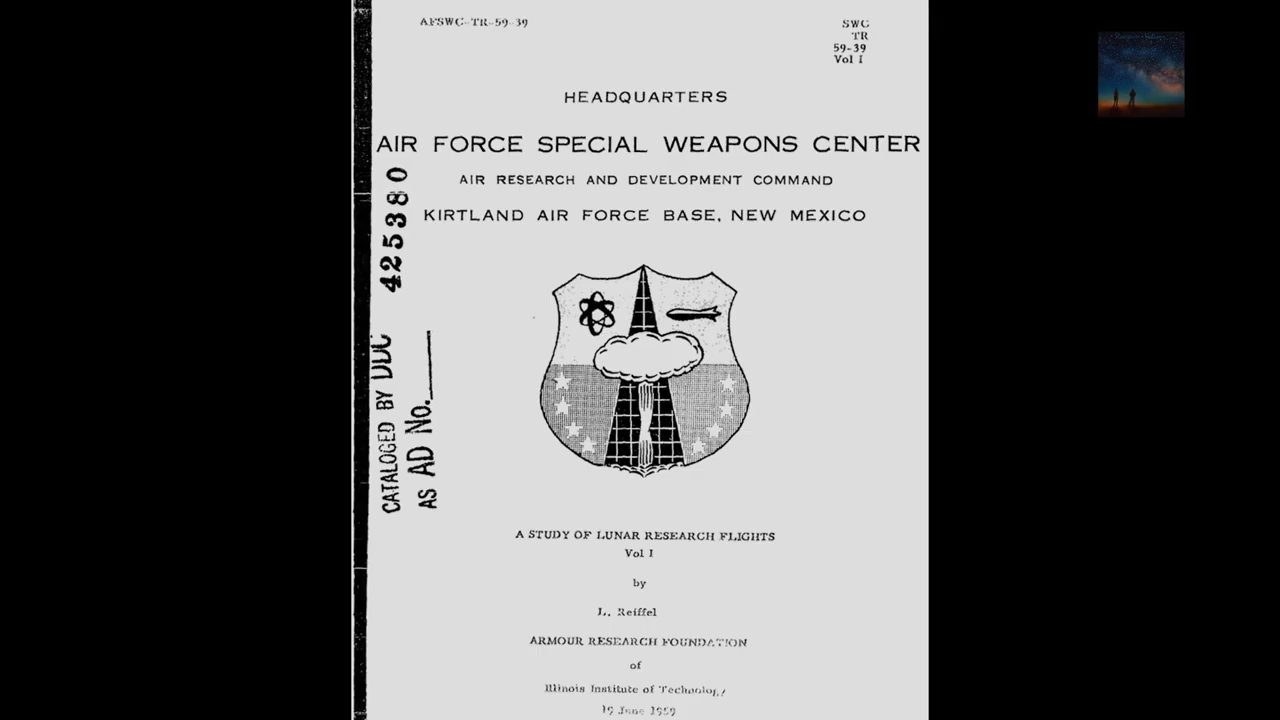 AFSWC-TR-59-39
SWC
TR
59-39
Vol I
HEADQUARTERS
AIR FORCE SPECIAL WEAPONS CENTER
AIR RESEARCH AND DEVELOPMENT COMMAND
KIRTLAND AIR FORCE BASE, NEW MEXICO
CATALOGED BY DDC
AS AD No.
425380
A STUDY OF LUNAR RESEARCH FLIGHTS
Vol I
by
L. Reiffel
ARMOUR RESEARCH FOUNDATION
of
Illinois Institute of Technology
19 June 1959